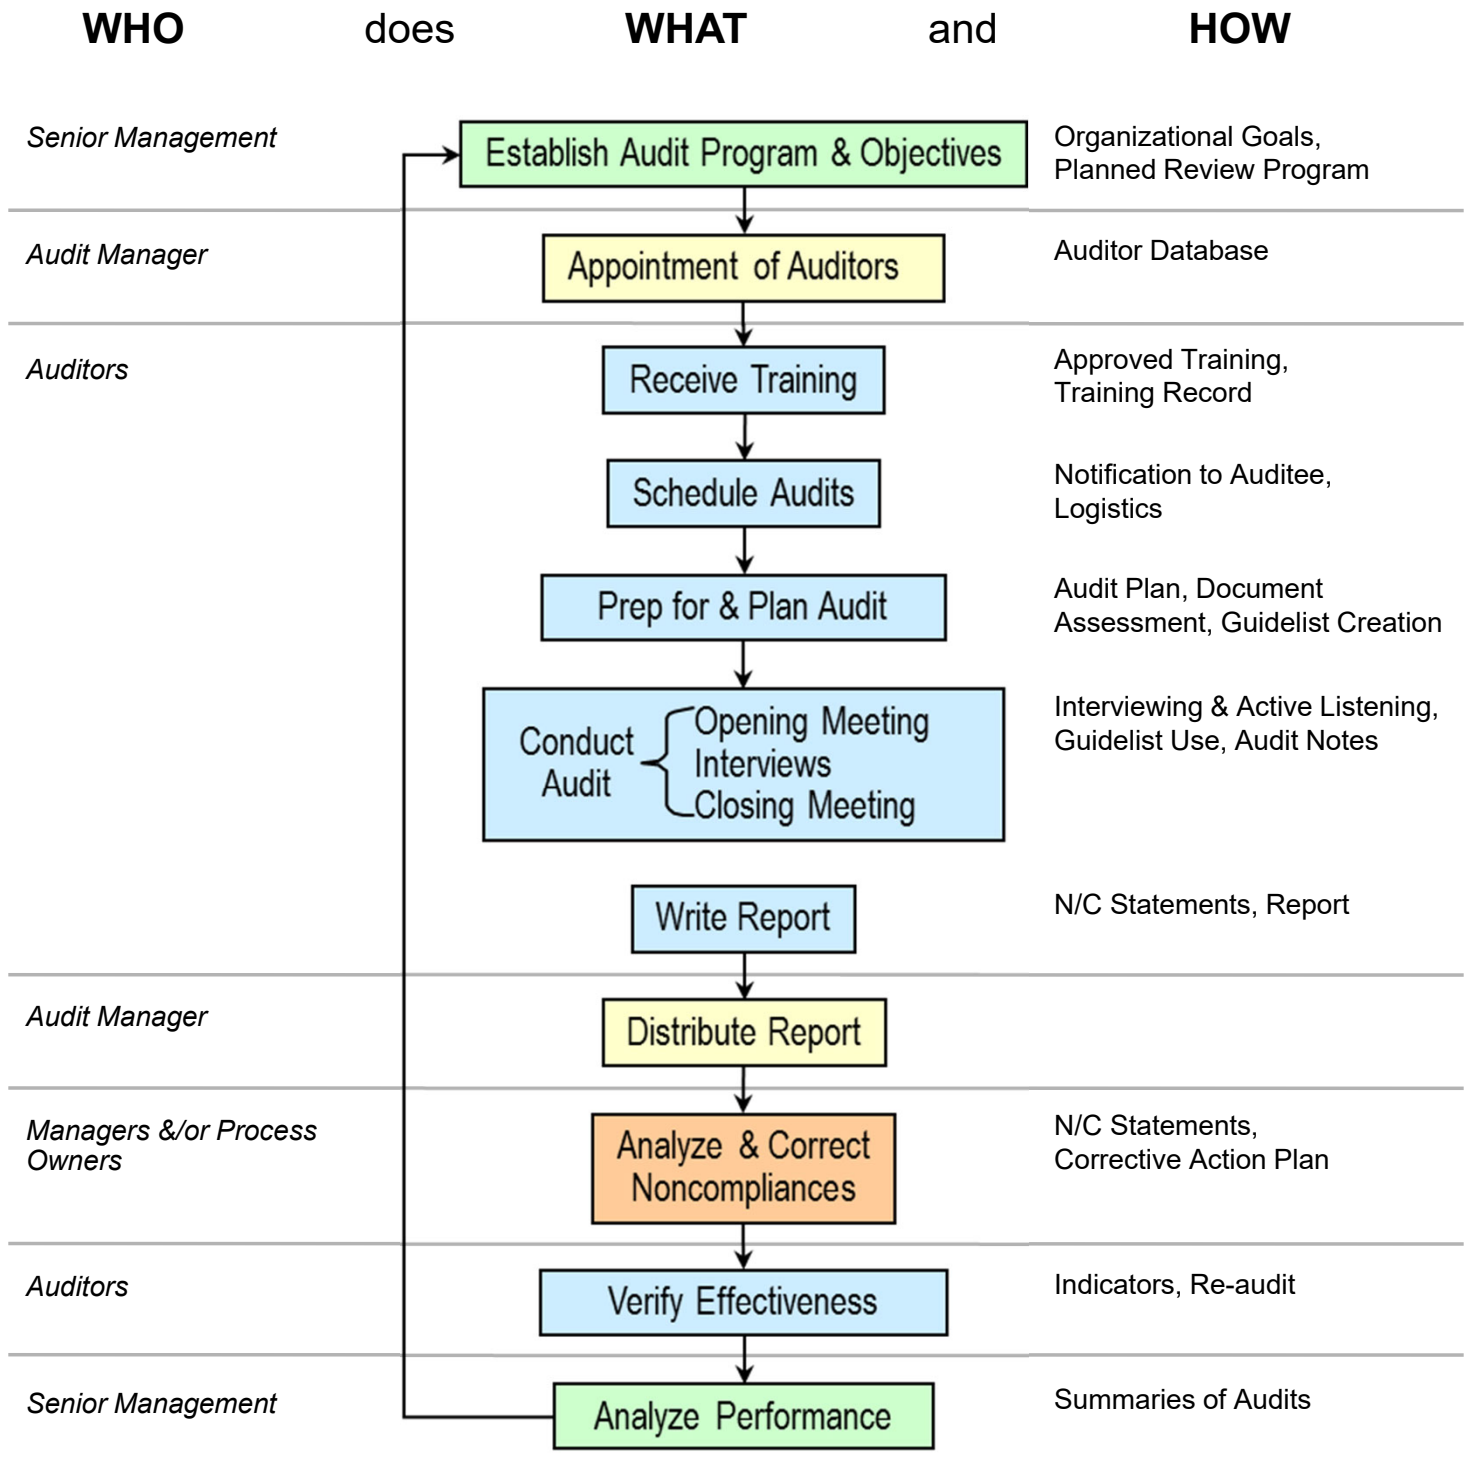 WHO does WHAT and HOW
Senior Management
Establish Audit Program & Objectives
Organizational Goals,
Planned Review Program
Audit Manager
Appointment of Auditors
Auditor Database
Auditors
Receive Training
Approved Training,
Training Record
Schedule Audits
Notification to Auditee,
Logistics
Prep for & Plan Audit
Audit Plan, Document
Assessment, Guidelist Creation
Conduct
Audit
Opening Meeting
Interviews
Closing Meeting
Interviewing & Active Listening,
Guidelist Use, Audit Notes
Write Report
N/C Statements, Report
Audit Manager
Distribute Report
Managers &/or Process
Owners
Analyze & Correct
Noncompliances
N/C Statements,
Corrective Action Plan
Auditors
Verify Effectiveness
Indicators, Re-audit
Senior Management
Analyze Performance
Summaries of Audits